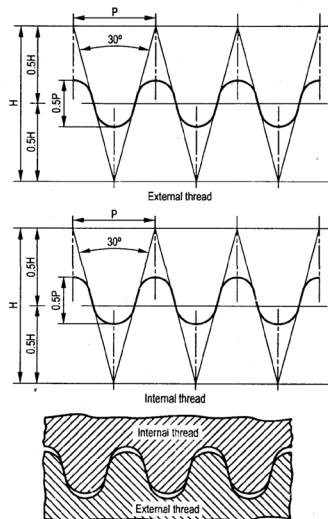 P
30°
H
0.5H
0.5H
0.5P
External thread
P
30°
H
0.5H
0.5H
0.5P
Internal thread
Internal thread
External thread